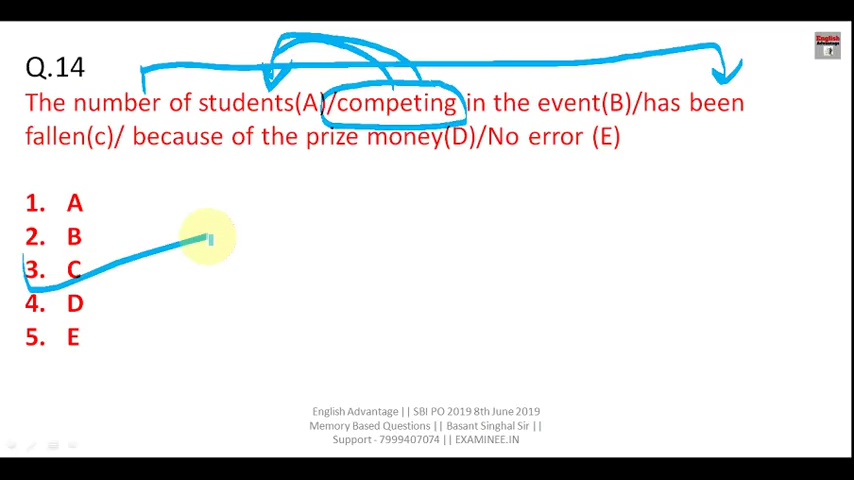 English
Advantage
Q.14
The number of students(A)/competing in the event(B)/has been
fallen(c)/ because of the prize money(D)/No error (E)
1. A
2. B
3. C
4. D
5. E
English Advantage || SBI PO 2019 8th June 2019
Memory Based Questions || Basant Singhal Sir ||
Support - 7999407074 || EXAMINEE.IN